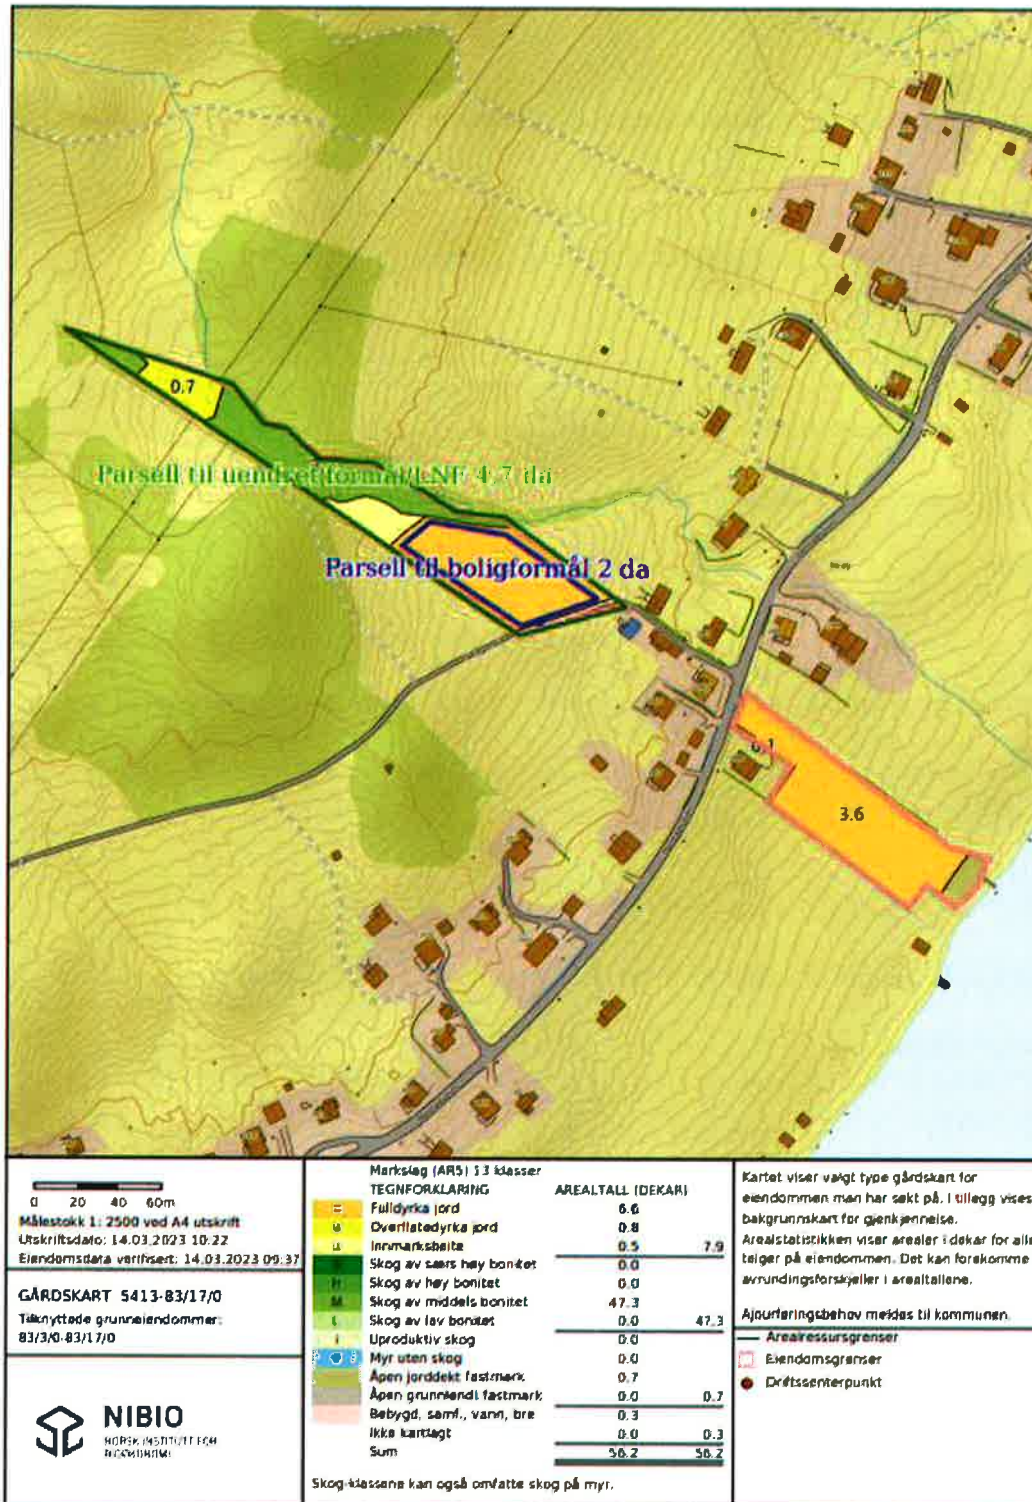 0.7
Parsell til uendret formål/LNF 4,7 da
Parsell til boligformål 2 da
3.6
0 20 40 60m
Målestokk 1: 2500 ved A4 utskrift
Utskriftsdato: 14.03.2023 10:22
Eiendomsdata verifisert: 14.03.2023 09:37
GÅRDSKART 5413-83/17/0
Tilknyttede grunneiendommer:
83/3/0-83/17/0
NIBIO
NORSK INSTITUTT FOR
BIOØKONOMI
Markslag (AR5) 13 klasser
TEGNFORKLARING AREALTALL (DEKAR)
Fulldyrka jord 6.6
Overflatedyrka jord 0.8
Innmarksbeite 0.5 7.9
Skog av særs høy bonitet 0.0
H Skog av høy bonitet 0.0
M Skog av middels bonitet 47.3
L Skog av lav bonitet 0.0 47.3
i Uproduktiv skog 0.0
Myr uten skog 0.0
Åpen jorddekt fastmark 0.7
Åpen grunnlendt fastmark 0.0 0.7
Bebygd, samf., vann, bre 0.3
Ikke kartlagt 0.0 0.3
Sum 56.2 56.2
Skog-klassene kan også omfatte skog på myr.
Kartet viser valgt type gårdskart for
eiendommen man har søkt på. I tillegg vises
bakgrunnskart for gjenkjennelse.
Arealstatistikken viser arealer i dekar for alle
teiger på eiendommen. Det kan forekomme
avrundingsforskjeller i arealtallene.
Ajourføringsbehov meldes til kommunen.
Arealressursgrenser
Eiendomsgrenser
Driftssenterpunkt